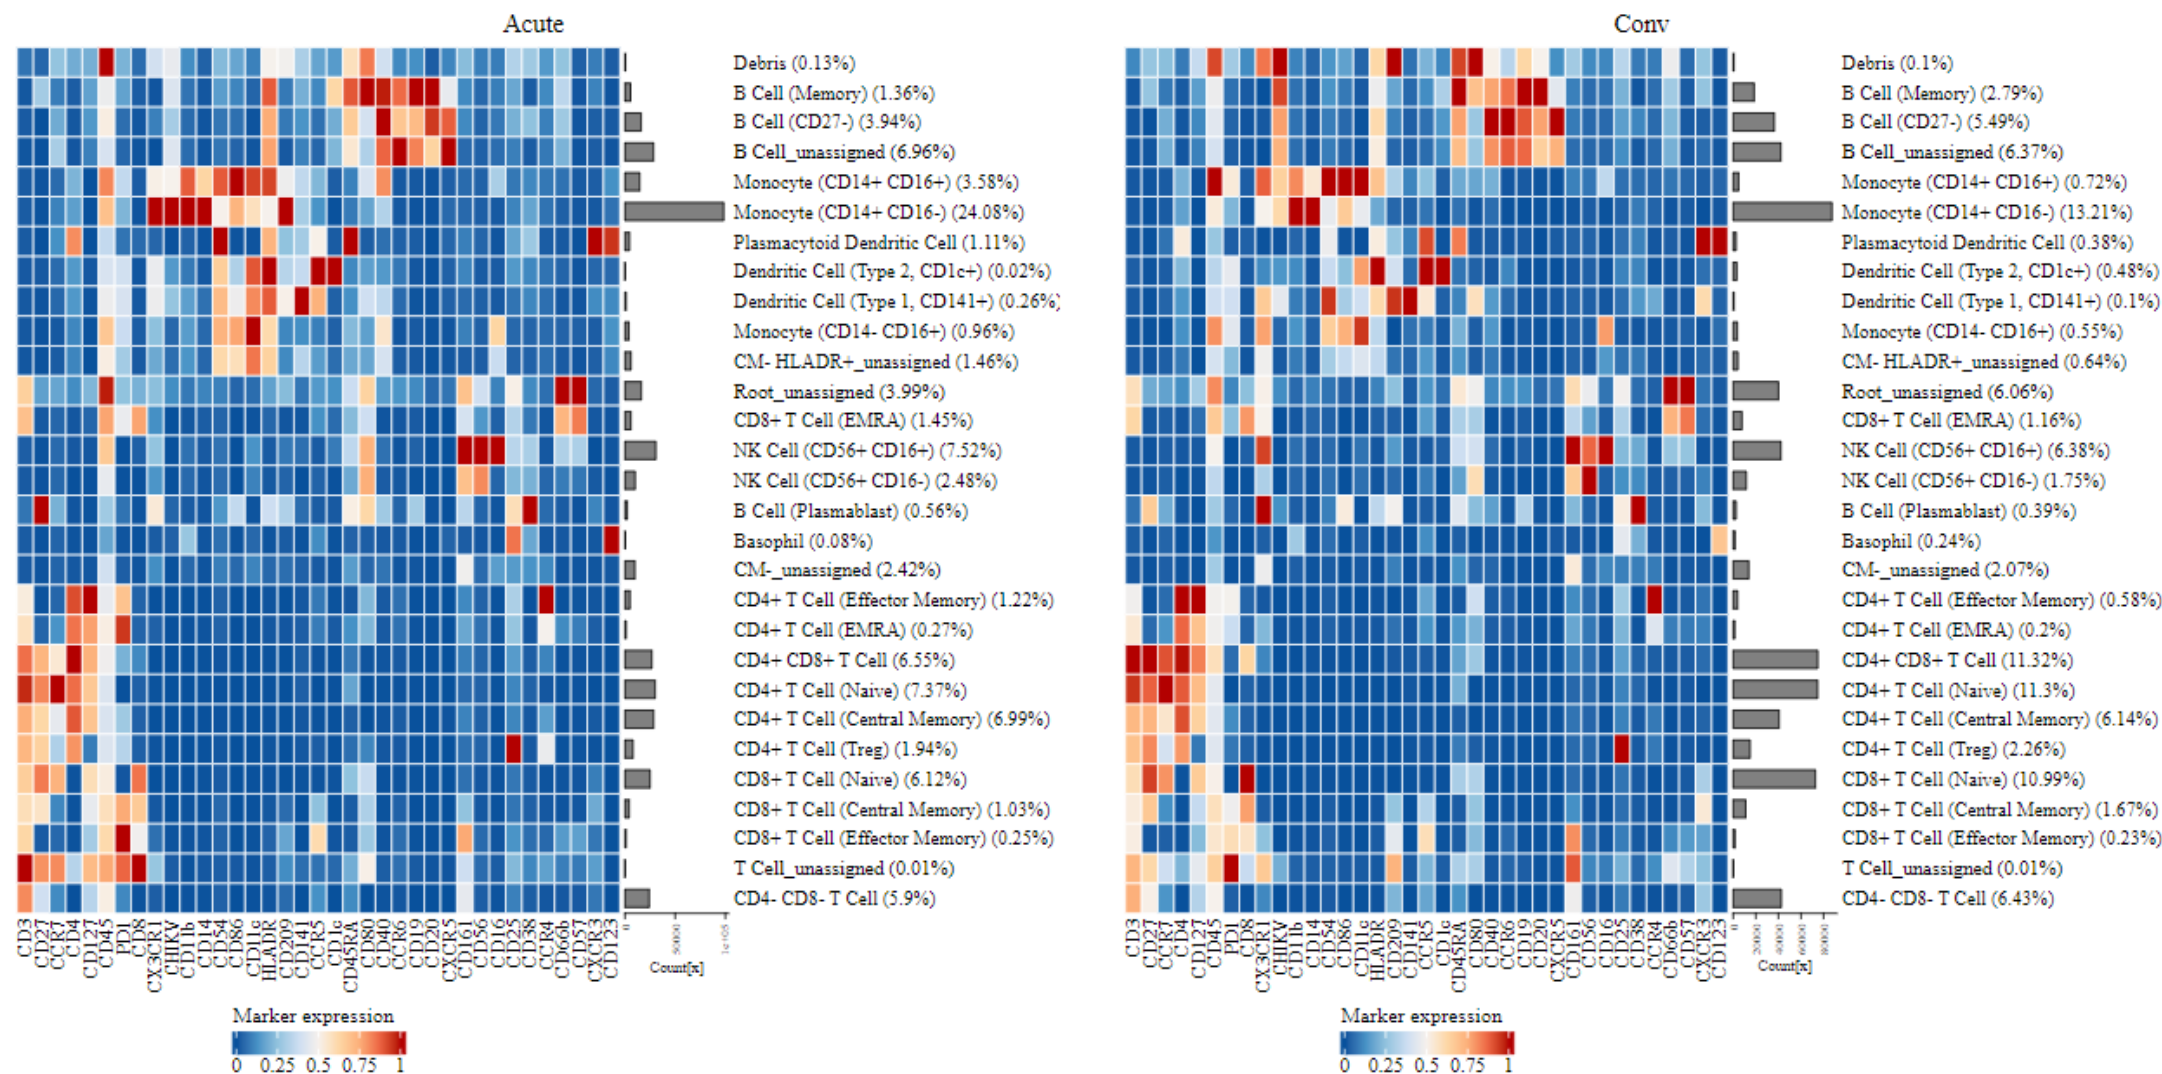 Acute
Debris (0.13%)
B Cell (Memory) (1.36%)
B Cell (CD27-) (3.94%)
B Cell_unassigned (6.96%)
Monocyte (CD14+ CD16+) (3.58%)
Monocyte (CD14+ CD16-) (24.08%)
Plasmacytoid Dendritic Cell (1.11%)
Dendritic Cell (Type 2, CD1c+) (0.02%)
Dendritic Cell (Type 1, CD141+) (0.26%)
Monocyte (CD14- CD16+) (0.96%)
CM- HLADR+_unassigned (1.46%)
Root_unassigned (3.99%)
CD8+ T Cell (EMRA) (1.45%)
NK Cell (CD56+ CD16+) (7.52%)
NK Cell (CD56+ CD16-) (2.48%)
B Cell (Plasmablast) (0.56%)
Basophil (0.08%)
CM-_unassigned (2.42%)
CD4+ T Cell (Effector Memory) (1.22%)
CD4+ T Cell (EMRA) (0.27%)
CD4+ CD8+ T Cell (6.55%)
CD4+ T Cell (Naive) (7.37%)
CD4+ T Cell (Central Memory) (6.99%)
CD4+ T Cell (Treg) (1.94%)
CD8+ T Cell (Naive) (6.12%)
CD8+ T Cell (Central Memory) (1.03%)
CD8+ T Cell (Effector Memory) (0.25%)
T Cell_unassigned (0.01%)
CD4- CD8- T Cell (5.9%)
CD3
CD27
CCR7
CD4
CD127
CD45
PD1
CD8
CX3CR1
CHIKV
CD11b
CD14
CD54
CD86
CD11c
HLADR
CD209
CD141
CCR5
CD1c
CD45RA
CD80
CD40
CCR6
CD19
CD20
CXCR5
CD161
CD56
CD16
CD25
CD38
CCR4
CD66b
CD57
CXCR3
CD123
0
50000
1e+05
Count[x]
Marker expression
0 0.25 0.5 0.75 1
Conv
Debris (0.1%)
B Cell (Memory) (2.79%)
B Cell (CD27-) (5.49%)
B Cell_unassigned (6.37%)
Monocyte (CD14+ CD16+) (0.72%)
Monocyte (CD14+ CD16-) (13.21%)
Plasmacytoid Dendritic Cell (0.38%)
Dendritic Cell (Type 2, CD1c+) (0.48%)
Dendritic Cell (Type 1, CD141+) (0.1%)
Monocyte (CD14- CD16+) (0.55%)
CM- HLADR+_unassigned (0.64%)
Root_unassigned (6.06%)
CD8+ T Cell (EMRA) (1.16%)
NK Cell (CD56+ CD16+) (6.38%)
NK Cell (CD56+ CD16-) (1.75%)
B Cell (Plasmablast) (0.39%)
Basophil (0.24%)
CM-_unassigned (2.07%)
CD4+ T Cell (Effector Memory) (0.58%)
CD4+ T Cell (EMRA) (0.2%)
CD4+ CD8+ T Cell (11.32%)
CD4+ T Cell (Naive) (11.3%)
CD4+ T Cell (Central Memory) (6.14%)
CD4+ T Cell (Treg) (2.26%)
CD8+ T Cell (Naive) (10.99%)
CD8+ T Cell (Central Memory) (1.67%)
CD8+ T Cell (Effector Memory) (0.23%)
T Cell_unassigned (0.01%)
CD4- CD8- T Cell (6.43%)
CD3
CD27
CCR7
CD4
CD127
CD45
PD1
CD8
CX3CR1
CHIKV
CD11b
CD14
CD54
CD86
CD11c
HLADR
CD209
CD141
CCR5
CD1c
CD45RA
CD80
CD40
CCR6
CD19
CD20
CXCR5
CD161
CD56
CD16
CD25
CD38
CCR4
CD66b
CD57
CXCR3
CD123
0
20000
40000
60000
80000
Count[x]
Marker expression
0 0.25 0.5 0.75 1